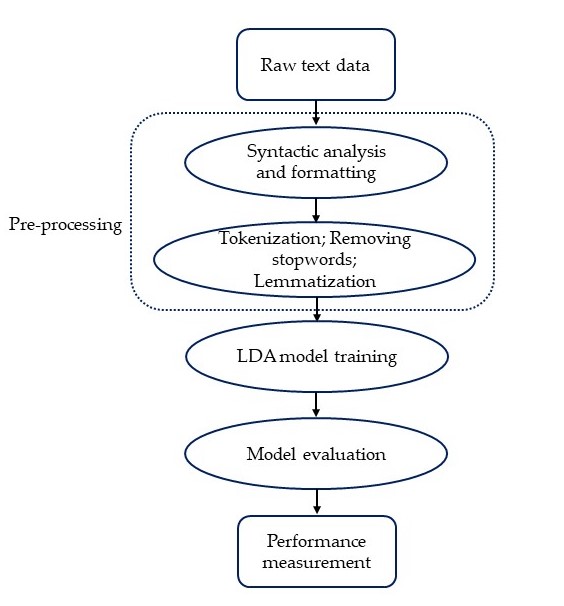 Raw text data
Syntactic analysis
and formatting
Pre-processing
Tokenization; Removing
stopwords;
Lemmatization
LDA model training
Model evaluation
Performance
measurement